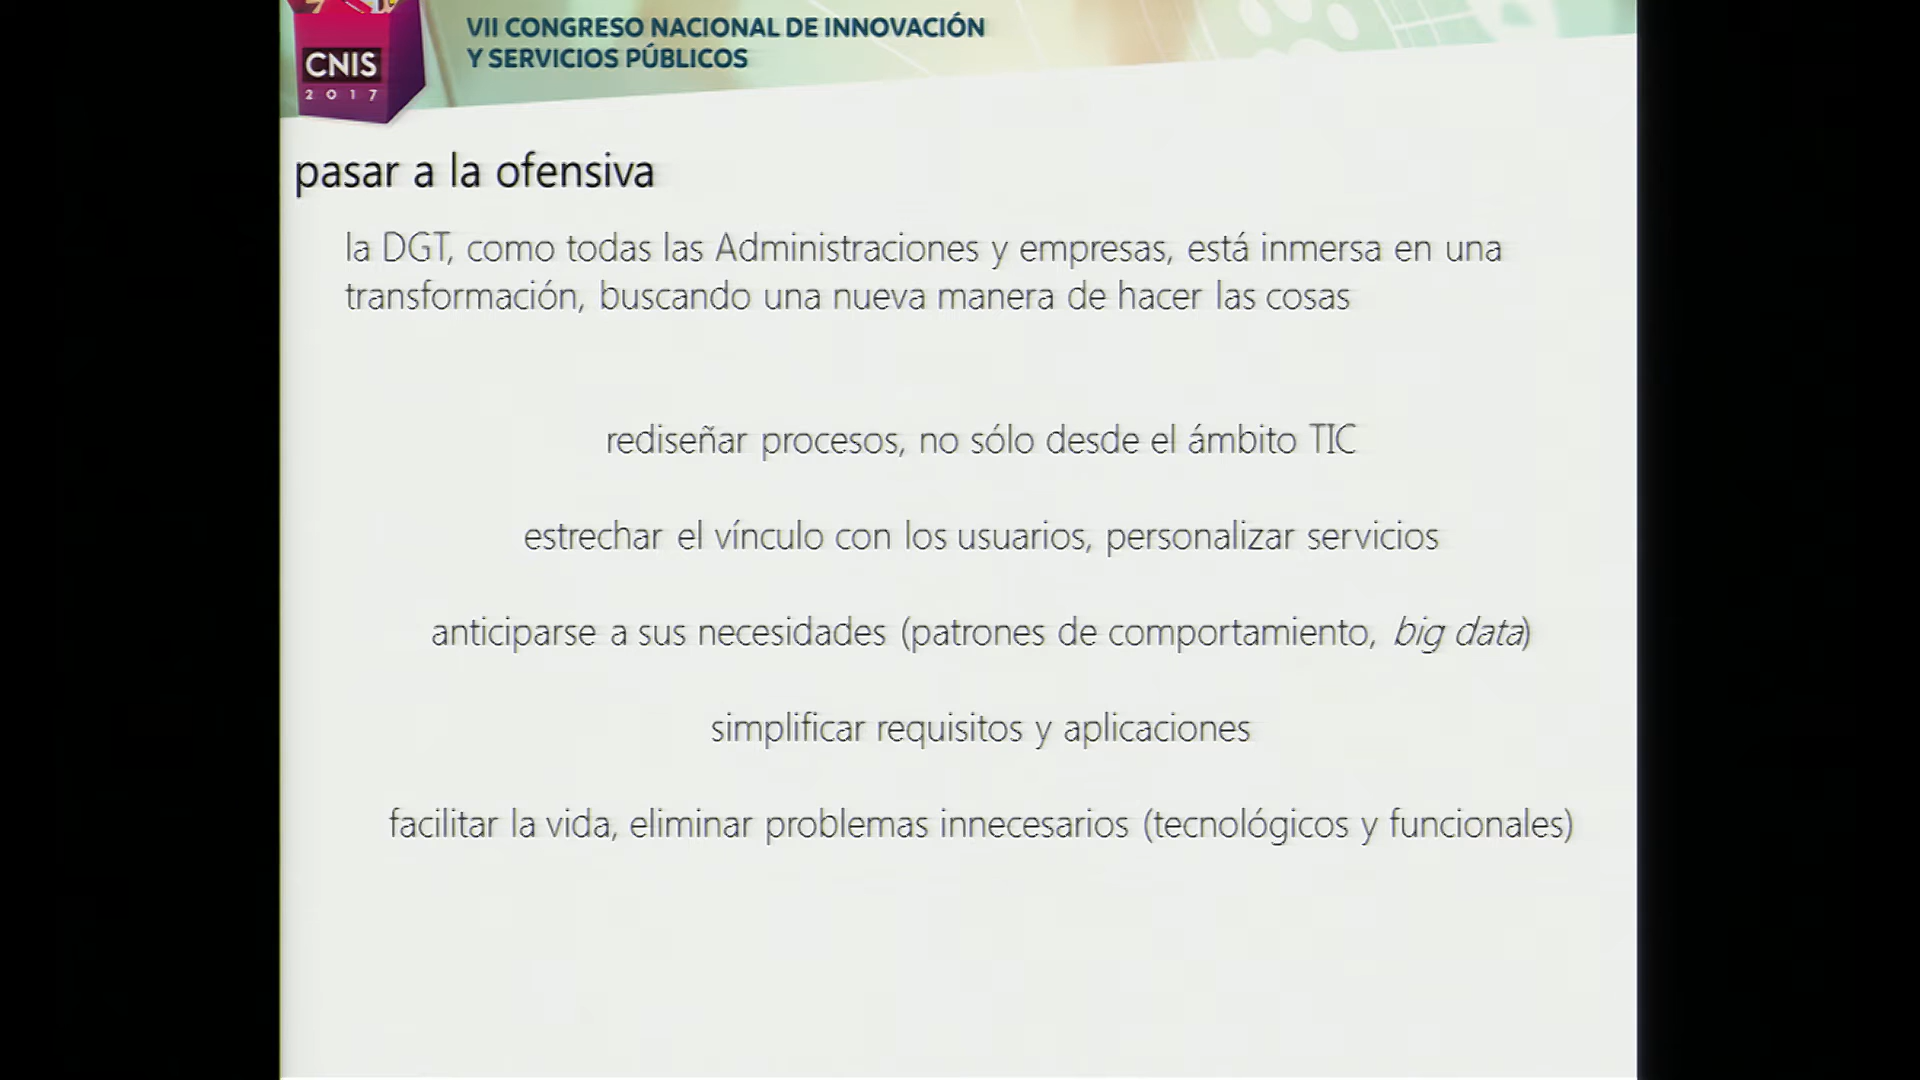 CNIS
2017
VII CONGRESO NACIONAL DE INNOVACIÓN
Y SERVICIOS PÚBLICOS
pasar a la ofensiva
la DGT, como todas las Administraciones y empresas, está inmersa en una
transformación, buscando una nueva manera de hacer las cosas
rediseñar procesos, no sólo desde el ámbito TIC
estrechar el vínculo con los usuarios, personalizar servicios
anticiparse a sus necesidades (patrones de comportamiento, big data)
simplificar requisitos y aplicaciones
facilitar la vida, eliminar problemas innecesarios (tecnológicos y funcionales)